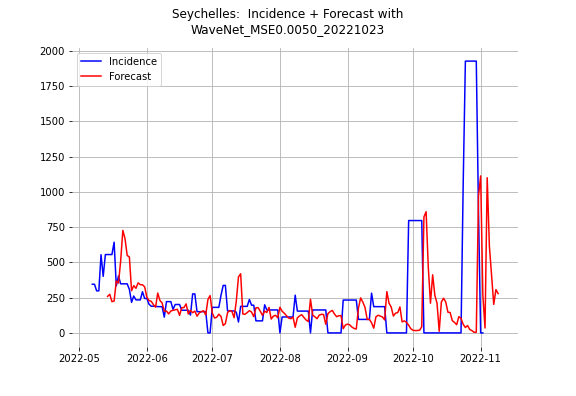 Seychelles:  Incidence + Forecast with
WaveNet_MSE0.0050_20221023
Incidence
Forecast
2000
1750
1500
1250
1000
750
500
250
0
2022-05 2022-06 2022-07 2022-08 2022-09 2022-10 2022-11